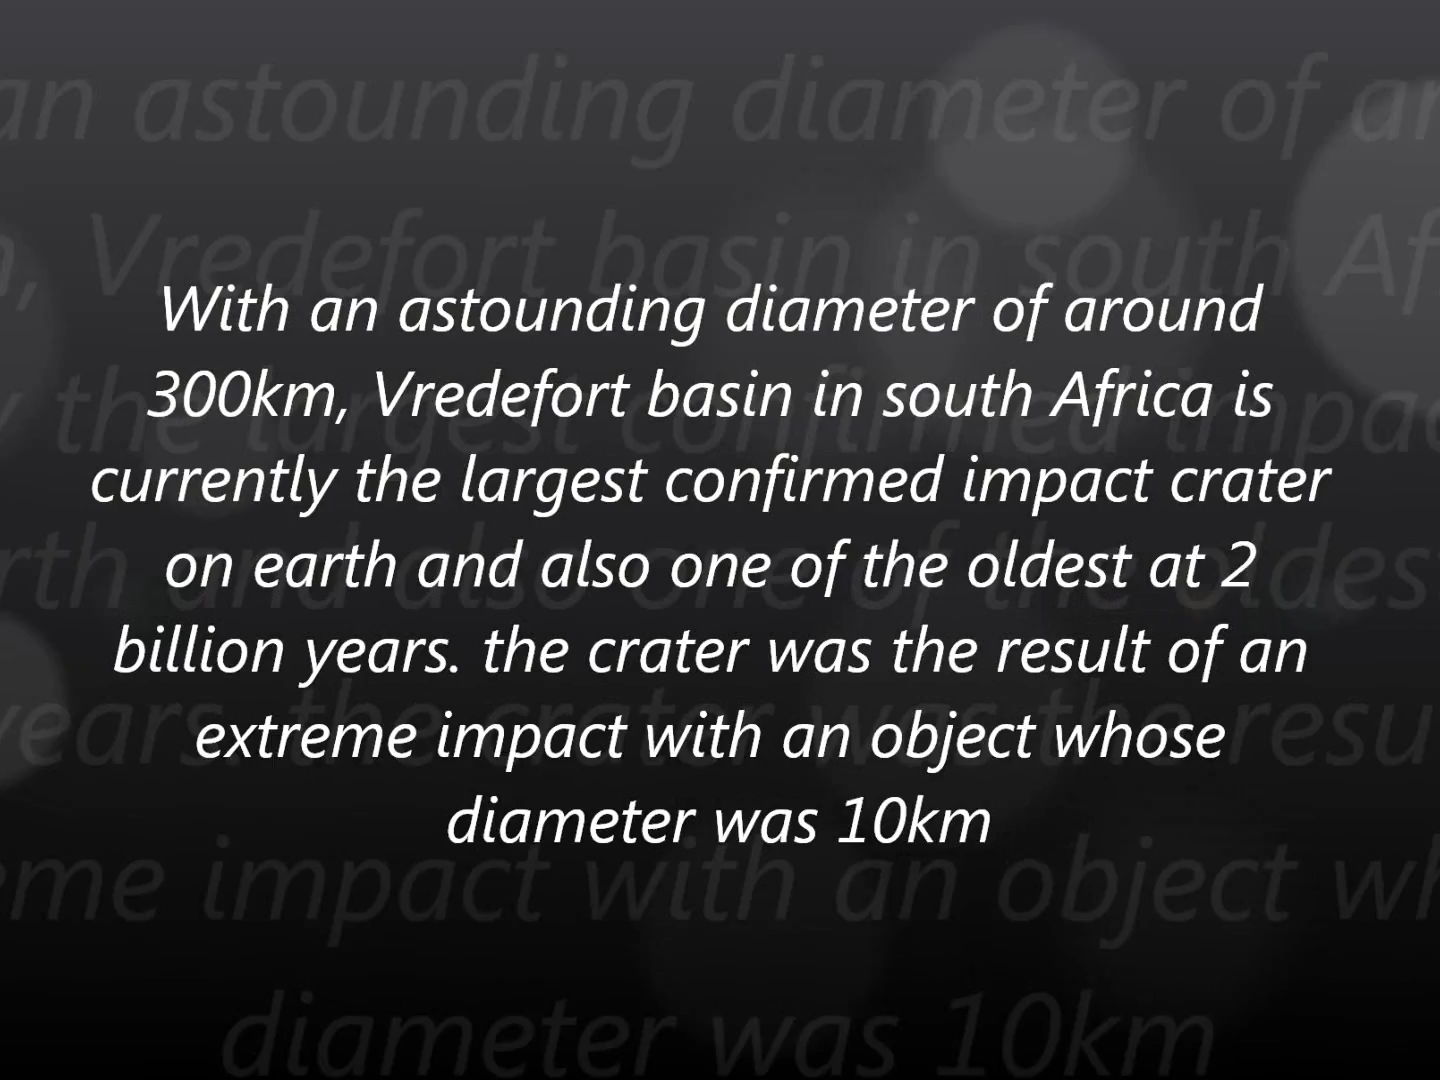 With an astounding diameter of around
300km, Vredefort basin in south Africa is
currently the largest confirmed impact crater
on earth and also one of the oldest at 2
billion years. the crater was the result of an
extreme impact with an object whose
diameter was 10km